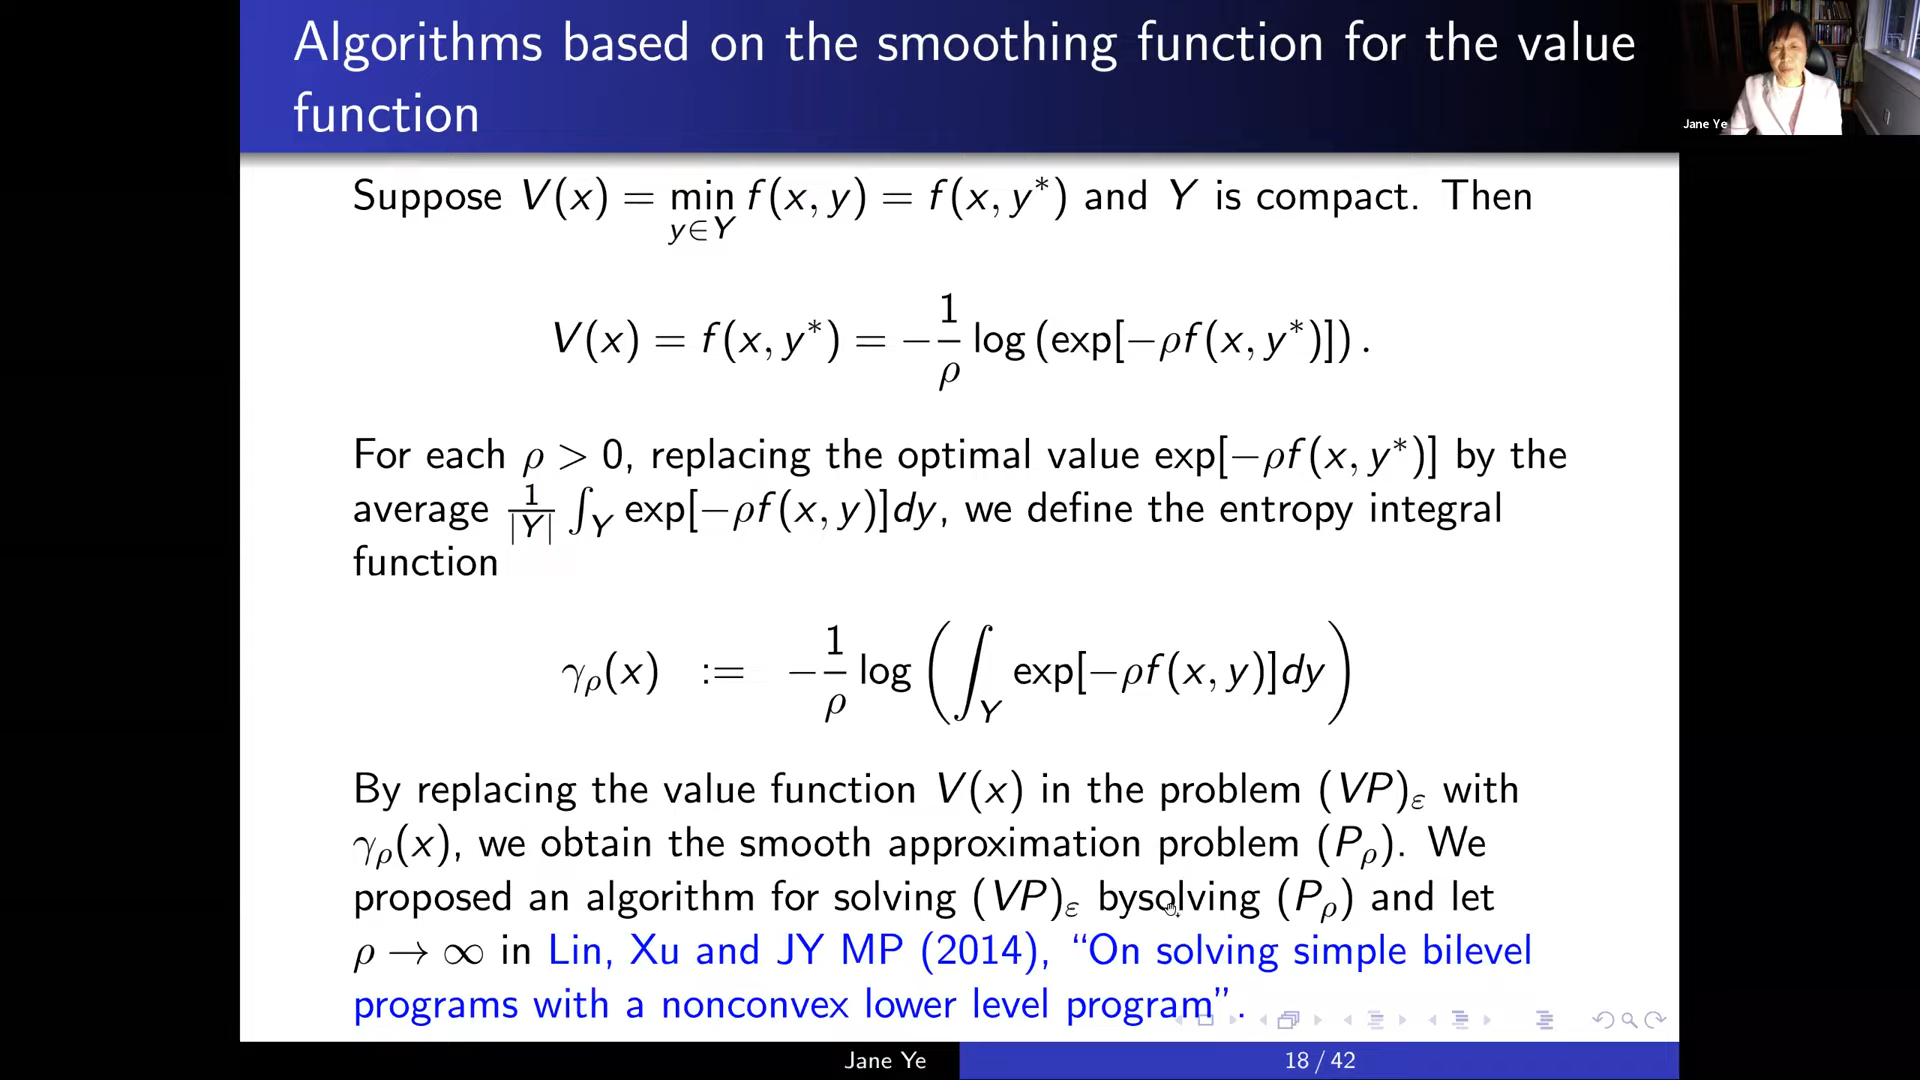 Algorithms based on the smoothing function for the value
function
Jane Ye
Suppose V(x) = min_{y∈Y} f(x, y) = f(x, y*) and Y is compact. Then
V(x) = f(x, y*) = −\frac{1}{ρ} log (exp[−ρf(x, y*)]) .
For each ρ > 0, replacing the optimal value exp[−ρf(x, y*)] by the
average \frac{1}{|Y|} ∫_Y exp[−ρf(x, y)]dy, we define the entropy integral
function
γ_ρ(x) := −\frac{1}{ρ} log (∫_Y exp[−ρf(x, y)]dy)
By replacing the value function V(x) in the problem (VP)_ε with
γ_ρ(x), we obtain the smooth approximation problem (P_ρ). We
proposed an algorithm for solving (VP)_ε bysolving (P_ρ) and let
ρ → ∞ in Lin, Xu and JY MP (2014), “On solving simple bilevel
programs with a nonconvex lower level program”.
Jane Ye
18 / 42